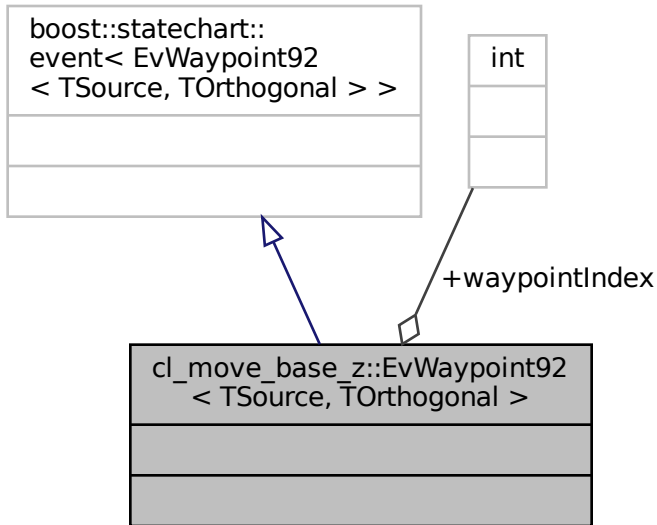 boost::statechart::
event< EvWaypoint92
< TSource, TOrthogonal > >
int
+waypointIndex
cl_move_base_z::EvWaypoint92
< TSource, TOrthogonal >